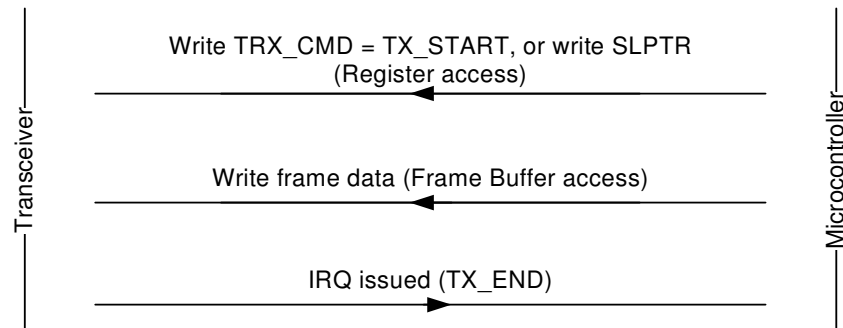 Write TRX_CMD = TX_START, or write SLPTR
(Register access)
Transceiver
Microcontroller
Write frame data (Frame Buffer access)
IRQ issued (TX_END)